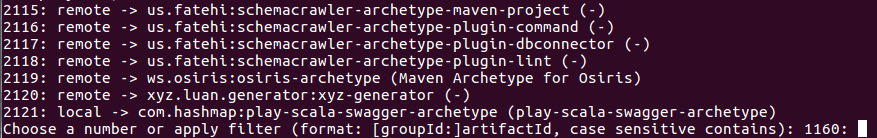 2115: remote -> us.fatehi:schemacrawler-archetype-maven-project (-)
2116: remote -> us.fatehi:schemacrawler-archetype-plugin-command (-)
2117: remote -> us.fatehi:schemacrawler-archetype-plugin-dbconnector (-)
2118: remote -> us.fatehi:schemacrawler-archetype-plugin-lint (-)
2119: remote -> ws.osiris:osiris-archetype (Maven Archetype for Osiris)
2120: remote -> xyz.luan.generator:xyz-generator (-)
2121: local -> com.hashmap:play-scala-swagger-archetype (play-scala-swagger-archetype)
Choose a number or apply filter (format: [groupId:]artifactId, case sensitive contains): 1160: